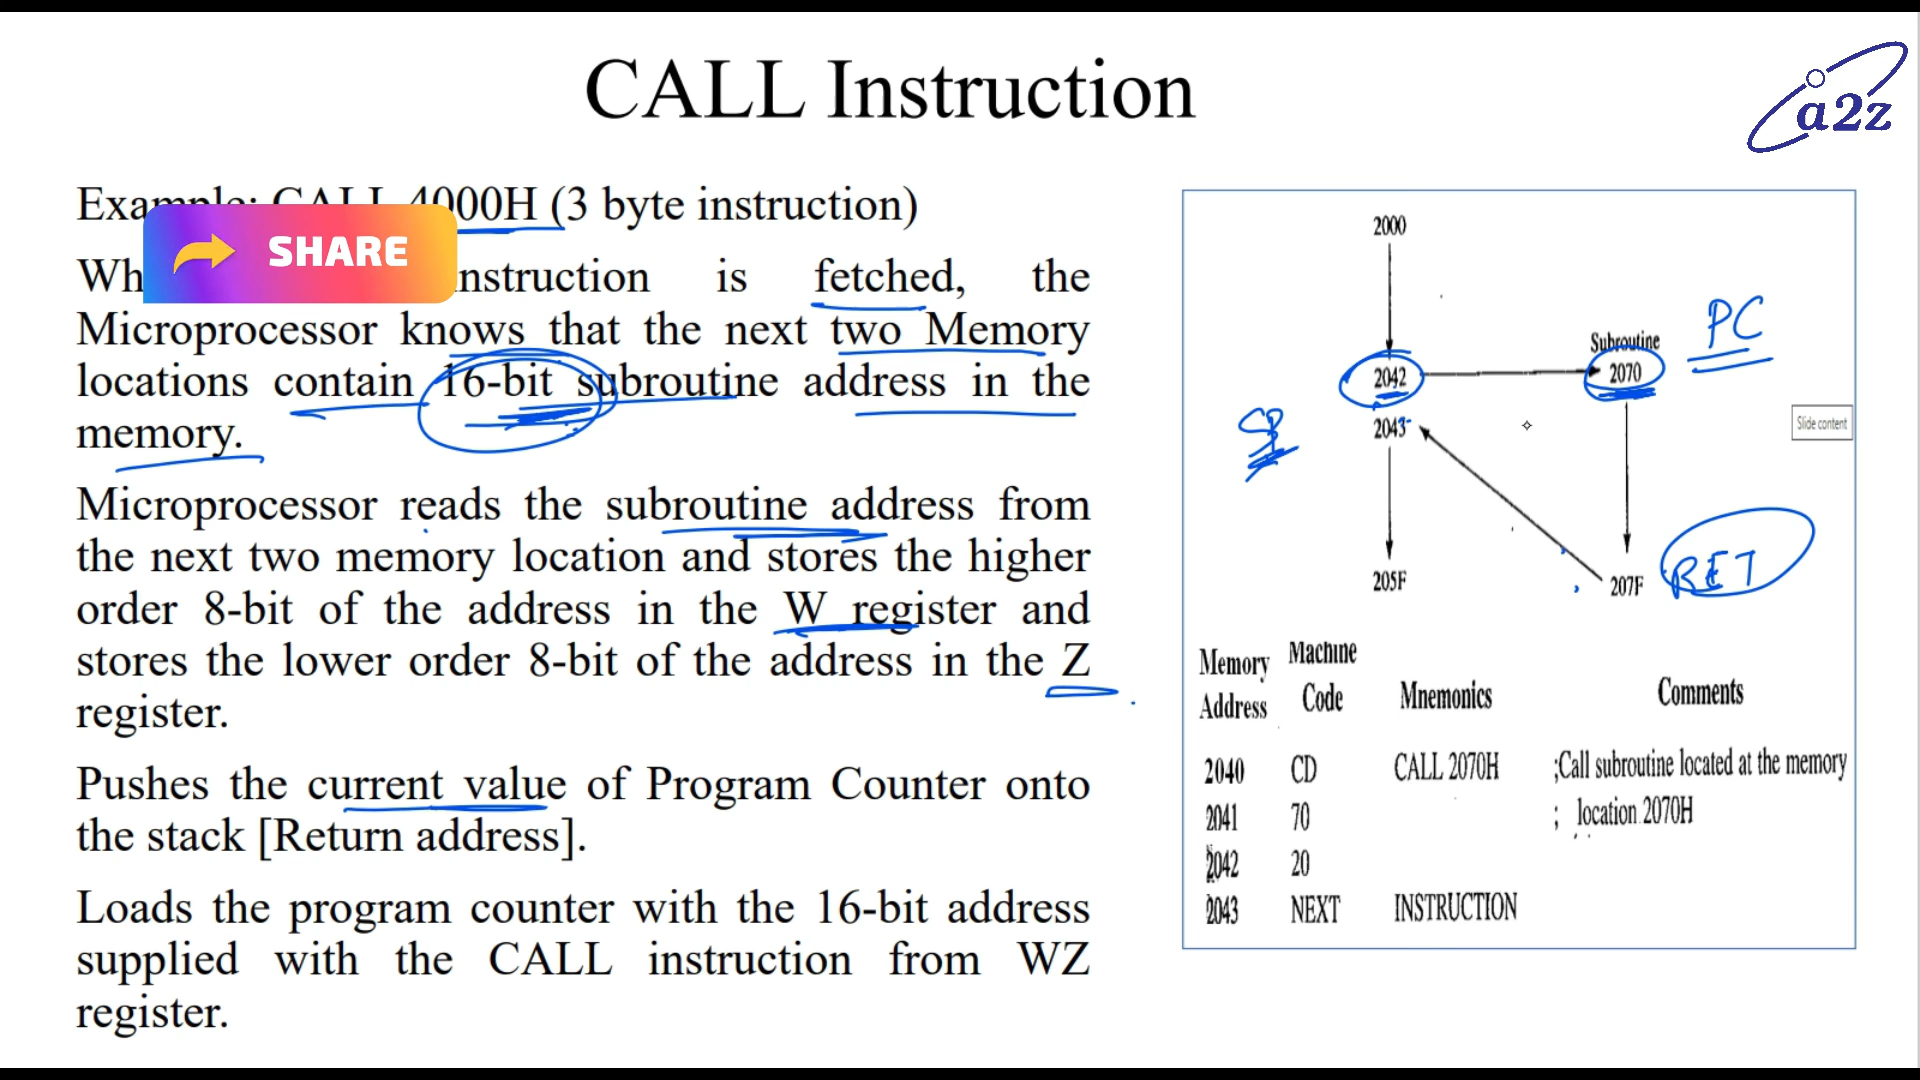 CALL Instruction
a2z
Example: CALL 4000H (3 byte instruction)
SHARE
Wh nstruction is fetched, the
Microprocessor knows that the next two Memory
locations contain 16-bit subroutine address in the
memory.
Microprocessor reads the subroutine address from
the next two memory location and stores the higher
order 8-bit of the address in the W register and
stores the lower order 8-bit of the address in the Z
register.
Pushes the current value of Program Counter onto
the stack [Return address].
Loads the program counter with the 16-bit address
supplied with the CALL instruction from WZ
register.
2000
PC
Subroutine
2042 2070
2043
Slide content
205F 207F RET
Memory Address Machine Code Mnemonics Comments
2040 CD CALL 2070H ;Call subroutine located at the memory
2041 70 ; location 2070H
2042 20
2043 NEXT INSTRUCTION